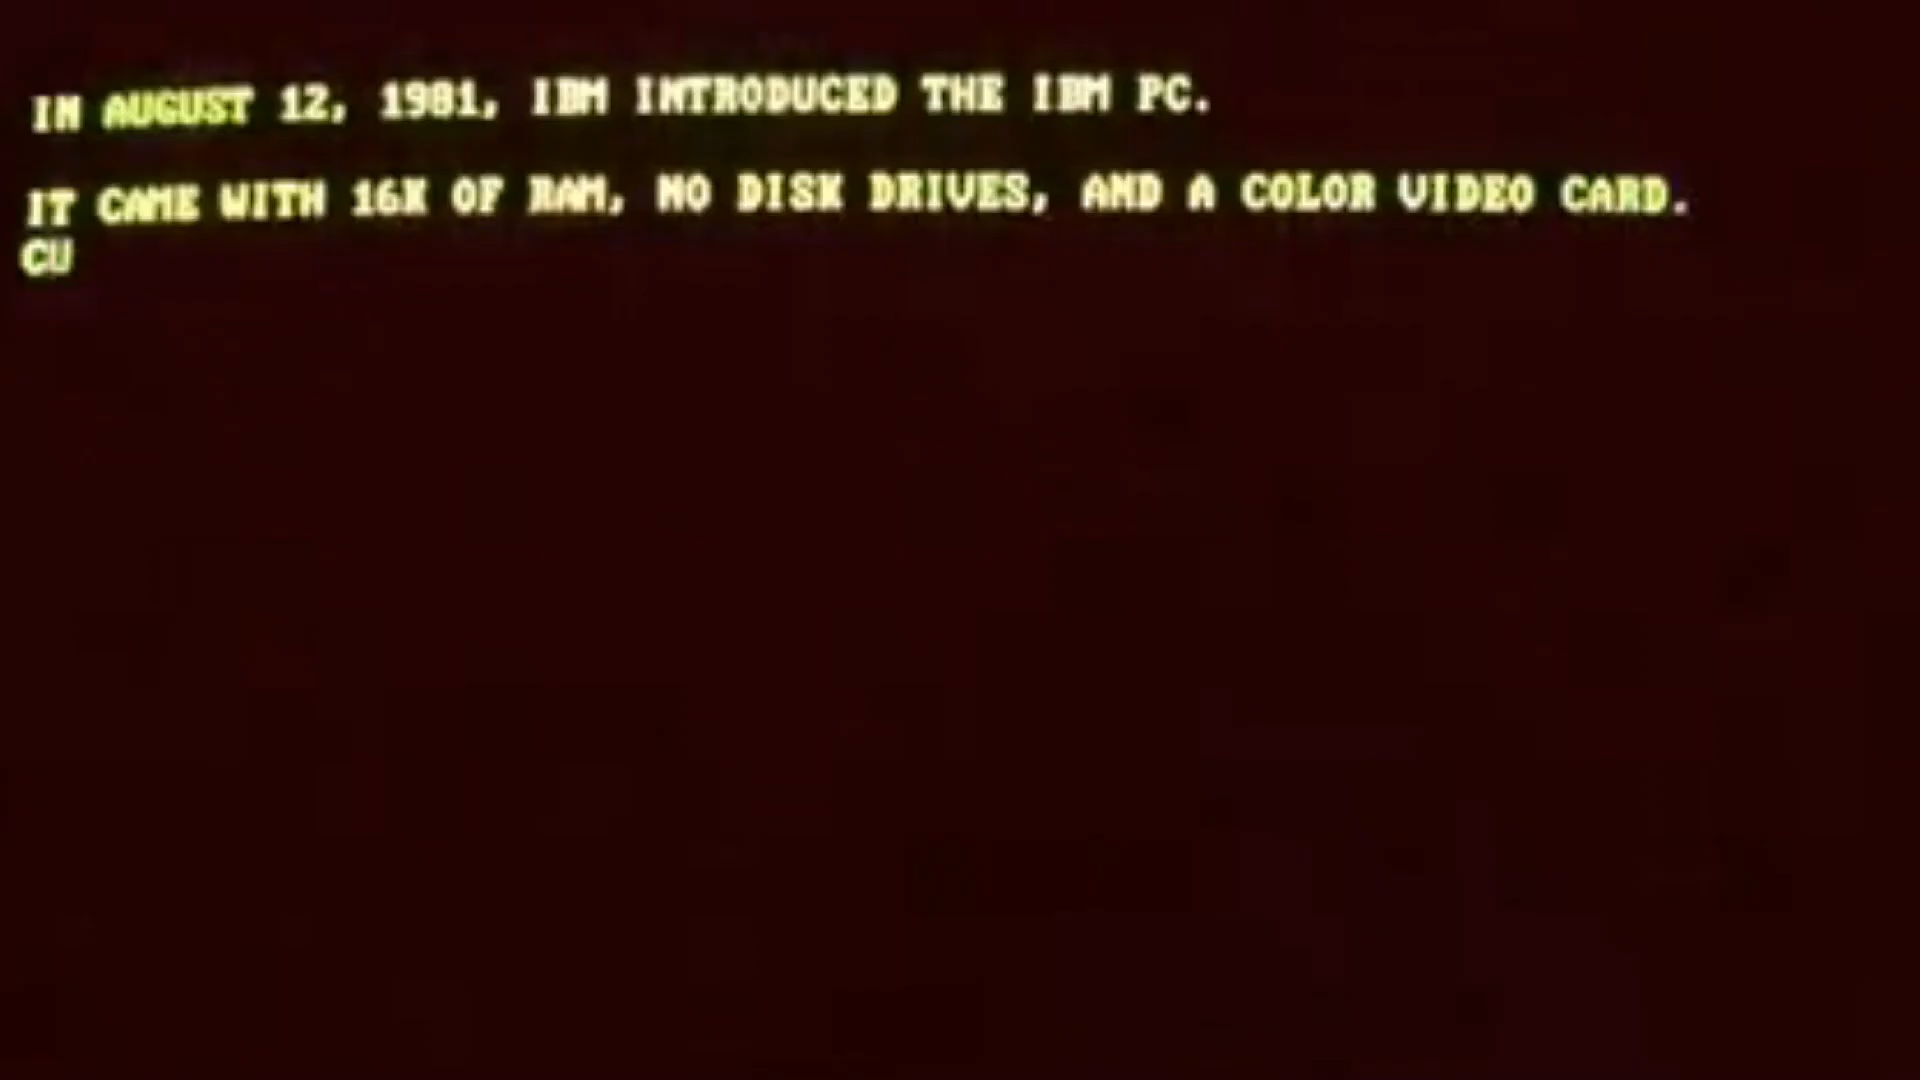 IN AUGUST 12, 1981, IBM INTRODUCED THE IBM PC.
IT CAME WITH 16K OF RAM, NO DISK DRIVES, AND A COLOR VIDEO CARD.
CU